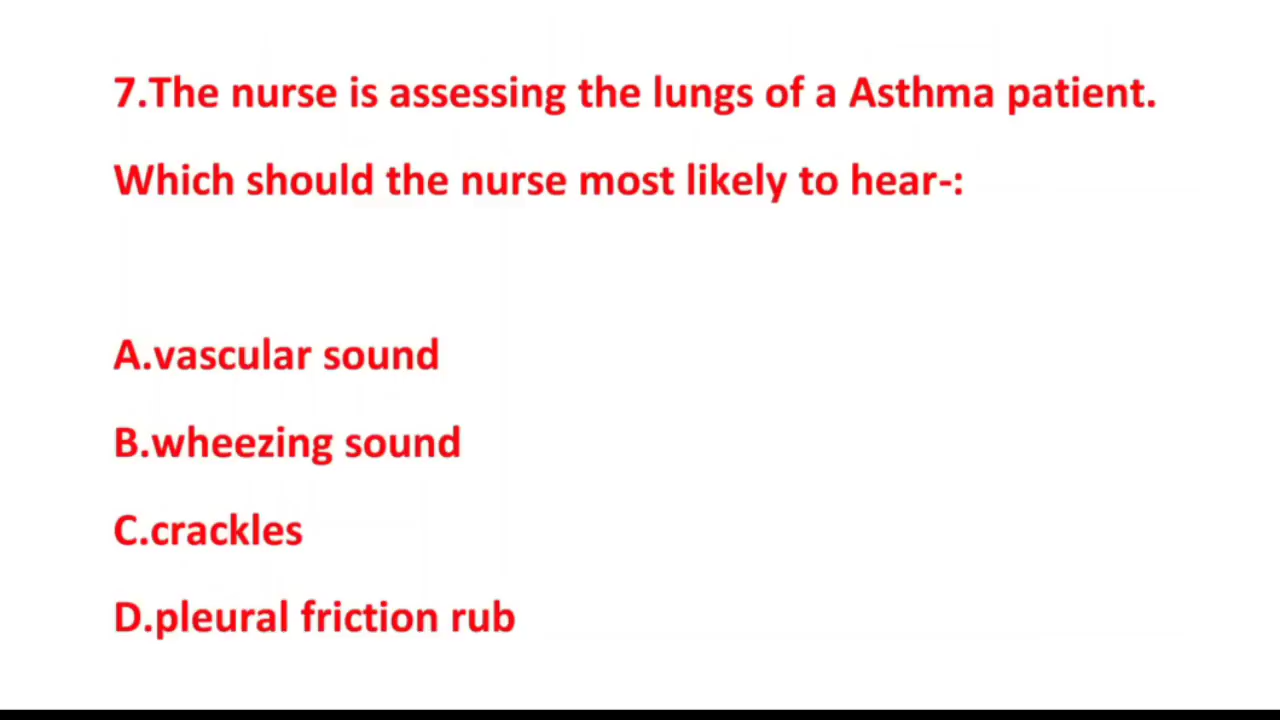 7.The nurse is assessing the lungs of a Asthma patient.
Which should the nurse most likely to hear-:
A.vascular sound
B.wheezing sound
C.crackles
D.pleural friction rub